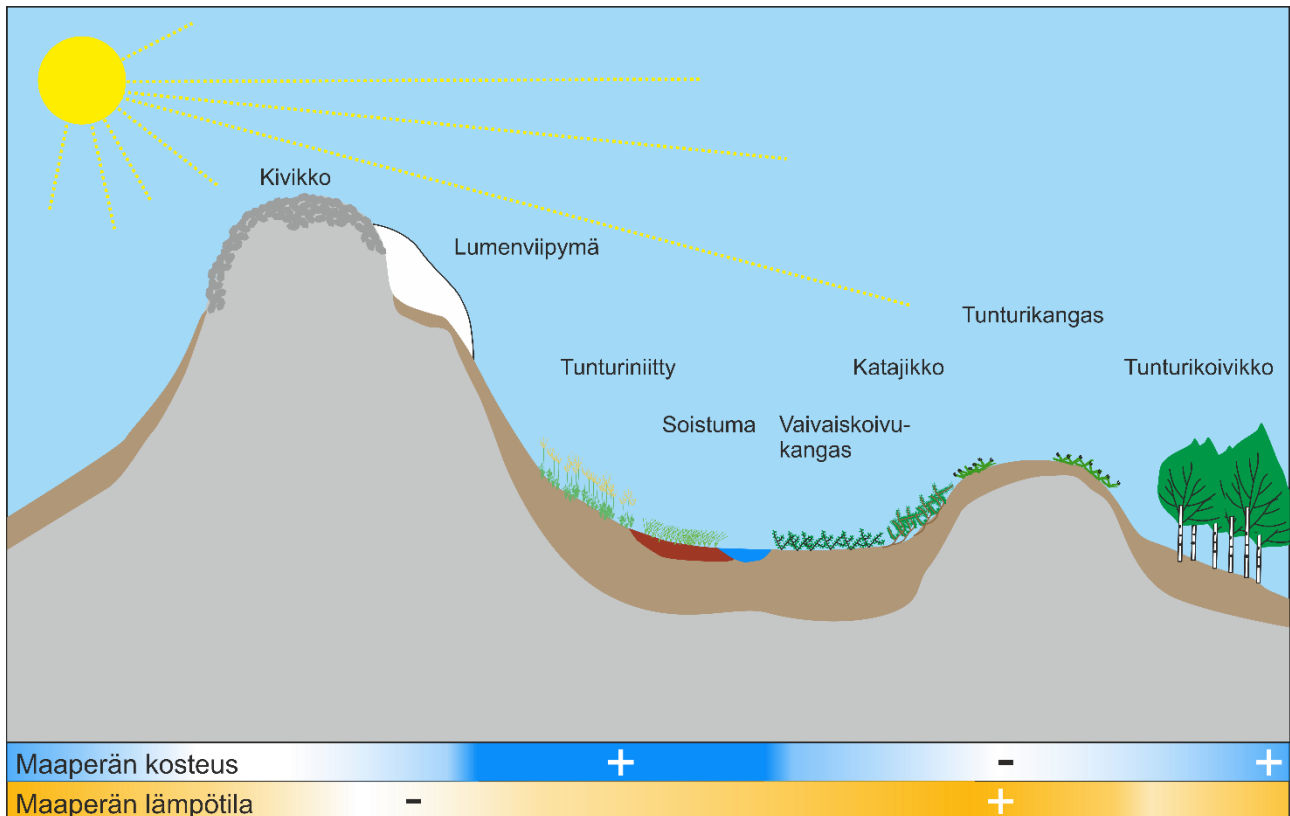 Kivikko
Lumenviipymä
Tunturikangas
Tunturiniitty
Katajikko
Tunturikoivikko
Soistuma
Vaivaiskoivu-
kangas
Maaperän kosteus + - +
Maaperän lämpötila - +